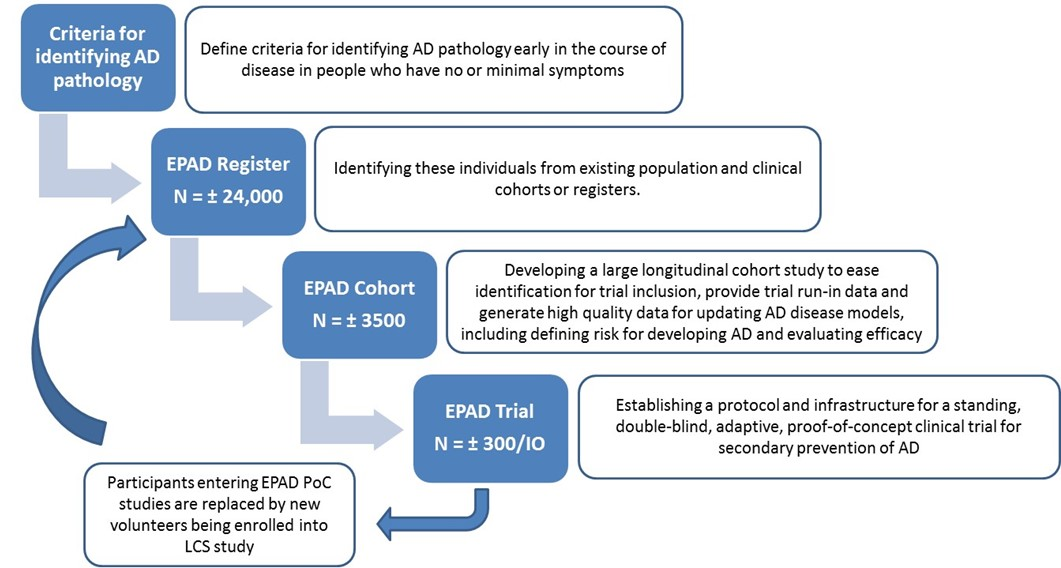 Criteria for
identifying AD
pathology
Define criteria for identifying AD pathology early in the course of
disease in people who have no or minimal symptoms
EPAD Register
N = ± 24,000
Identifying these individuals from existing population and clinical
cohorts or registers.
EPAD Cohort
N = ± 3500
Developing a large longitudinal cohort study to ease
identification for trial inclusion, provide trial run-in data and
generate high quality data for updating AD disease models,
including defining risk for developing AD and evaluating efficacy
EPAD Trial
N = ± 300/IO
Establishing a protocol and infrastructure for a standing,
double-blind, adaptive, proof-of-concept clinical trial for
secondary prevention of AD
Participants entering EPAD PoC
studies are replaced by new
volunteers being enrolled into
LCS study